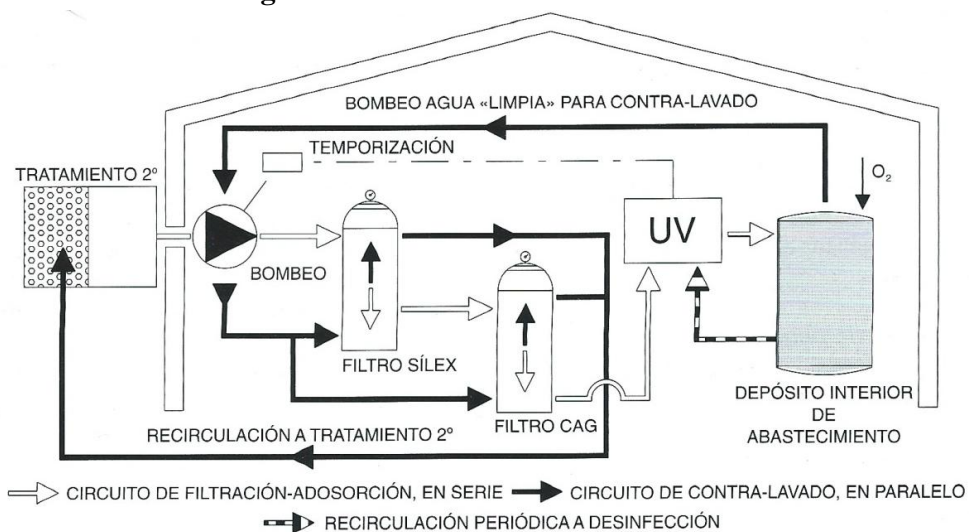 BOMBEO AGUA «LIMPIA» PARA CONTRA-LAVADO
TEMPORIZACIÓN
TRATAMIENTO 2º
O₂
UV
BOMBEO
FILTRO SÍLEX
FILTRO CAG
DEPÓSITO INTERIOR
DE
ABASTECIMIENTO
RECIRCULACIÓN A TRATAMIENTO 2º
CIRCUITO DE FILTRACIÓN-ADOSORCIÓN, EN SERIE
CIRCUITO DE CONTRA-LAVADO, EN PARALELO
RECIRCULACIÓN PERIÓDICA A DESINFECCIÓN